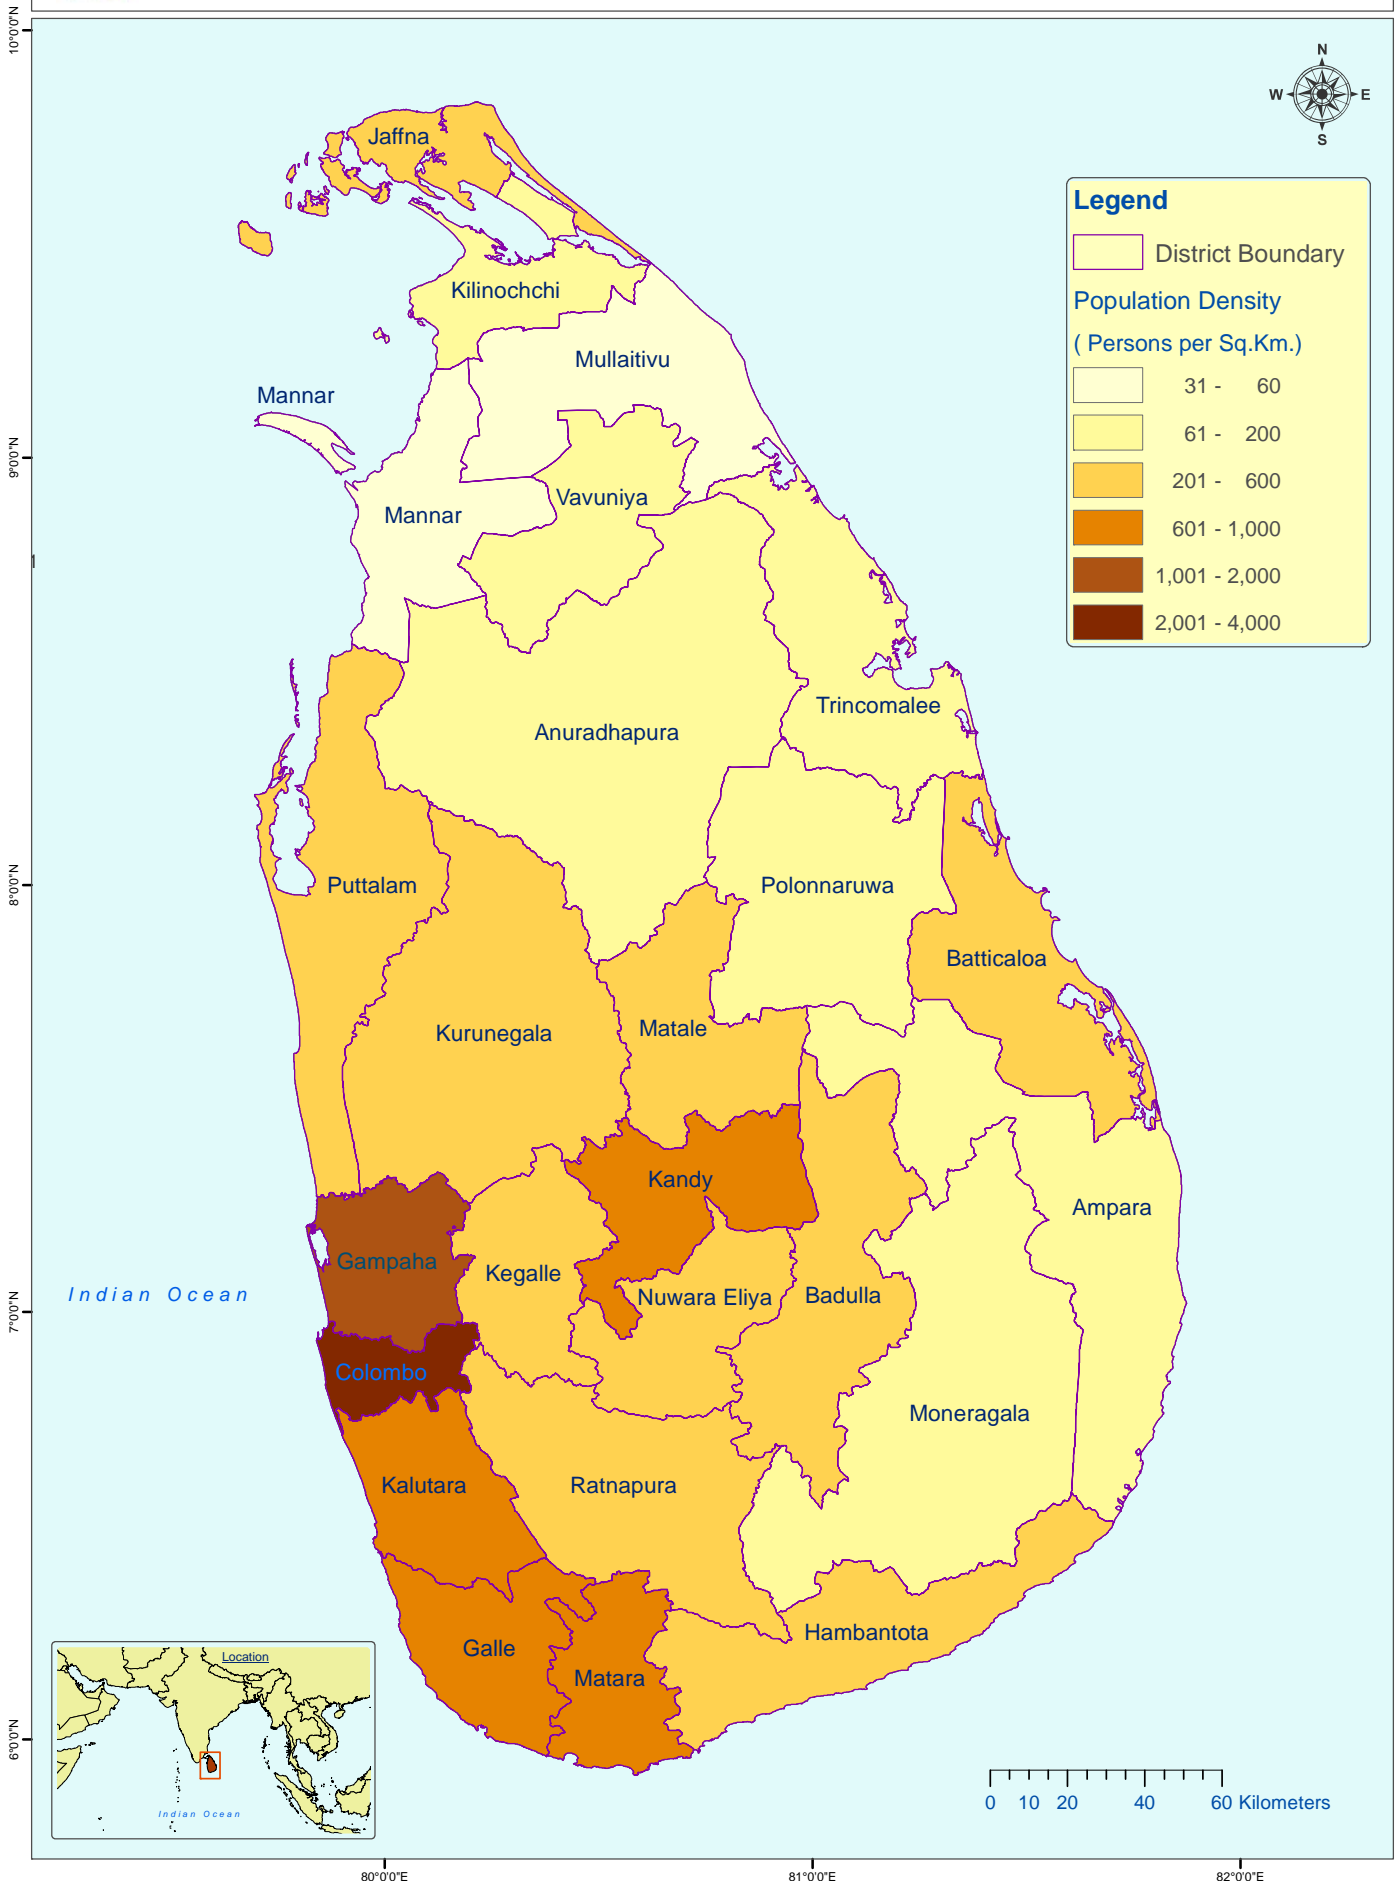 10°0'0"N
N
W
E
S
Jaffna
Legend
District Boundary
Kilinochchi
Population Density
( Persons per Sq.Km.)
Mullaitivu
31 - 60
Mannar
61 - 200
9°0'0"N
201 - 600
Vavuniya
Mannar
601 - 1,000
1,001 - 2,000
2,001 - 4,000
Trincomalee
Anuradhapura
8°0'0"N
Puttalam
Polonnaruwa
Batticaloa
Kurunegala
Matale
Kandy
Ampara
Gampaha
Kegalle
Indian Ocean
Nuwara Eliya
Badulla
7°0'0"N
Colombo
Moneragala
Kalutara
Ratnapura
Hambantota
Galle
Location
Matara
6°0'0"N
0 10 20 40 60 Kilometers
Indian Ocean
80°0'0"E
81°0'0"E
82°0'0"E